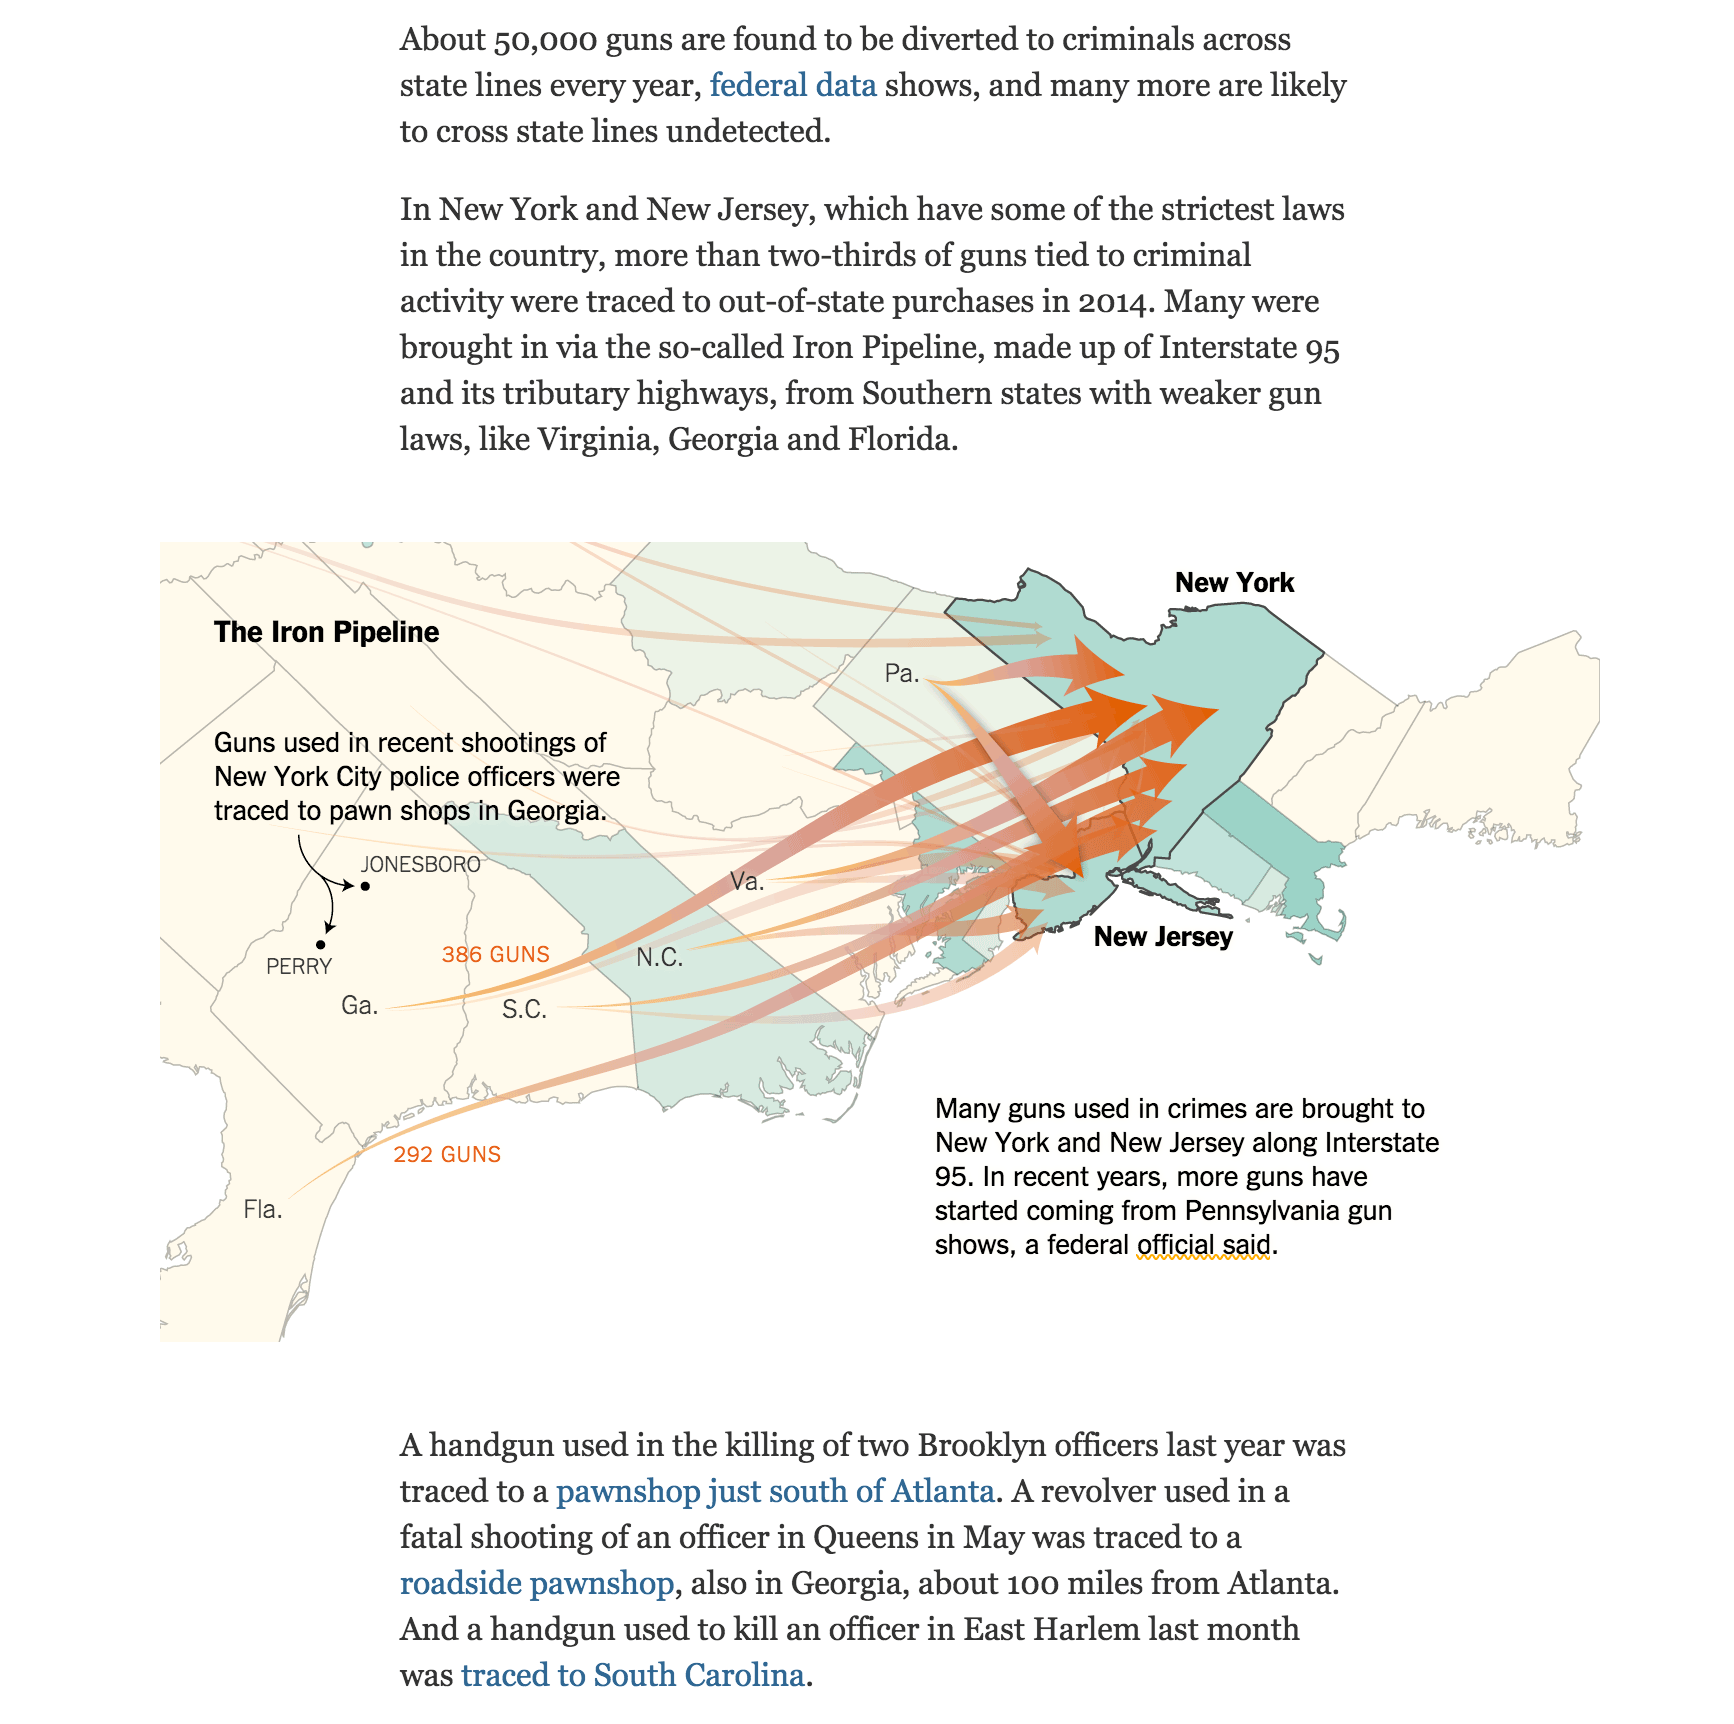 About 50,000 guns are found to be diverted to criminals across
state lines every year, federal data shows, and many more are likely
to cross state lines undetected.
In New York and New Jersey, which have some of the strictest laws
in the country, more than two-thirds of guns tied to criminal
activity were traced to out-of-state purchases in 2014. Many were
brought in via the so-called Iron Pipeline, made up of Interstate 95
and its tributary highways, from Southern states with weaker gun
laws, like Virginia, Georgia and Florida.
New York
The Iron Pipeline
Pa.
Guns used in recent shootings of
New York City police officers were
traced to pawn shops in Georgia.
JONESBORO
Va.
New Jersey
386 GUNS
N.C.
PERRY
Ga.
S.C.
Many guns used in crimes are brought to
New York and New Jersey along Interstate
95. In recent years, more guns have
started coming from Pennsylvania gun
shows, a federal official said.
292 GUNS
Fla.
A handgun used in the killing of two Brooklyn officers last year was
traced to a pawnshop just south of Atlanta. A revolver used in a
fatal shooting of an officer in Queens in May was traced to a
roadside pawnshop, also in Georgia, about 100 miles from Atlanta.
And a handgun used to kill an officer in East Harlem last month
was traced to South Carolina.